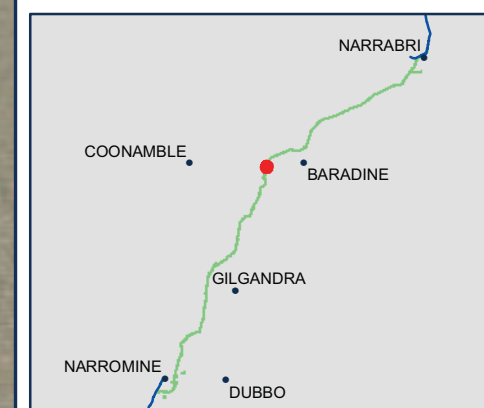 NARRABRI
COONAMBLE
BARADINE
GILGANDRA
NARROMINE
DUBBO